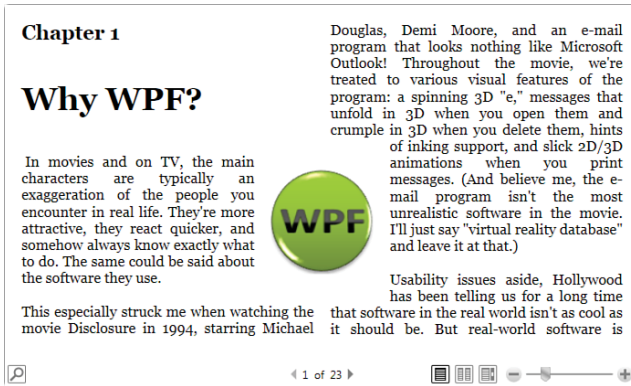 Chapter 1
Why WPF?
In movies and on TV, the main
characters are typically an
exaggeration of the people you
encounter in real life. They're more
attractive, they react quicker, and
somehow always know exactly what
to do. The same could be said about
the software they use.
This especially struck me when watching the
movie Disclosure in 1994, starring Michael
WPF
Douglas, Demi Moore, and an e-mail
program that looks nothing like Microsoft
Outlook! Throughout the movie, we're
treated to various visual features of the
program: a spinning 3D "e," messages that
unfold in 3D when you open them and
crumple in 3D when you delete them, hints
of inking support, and slick 2D/3D
animations when you print
messages. (And believe me, the e-
mail program isn't the most
unrealistic software in the movie.
I'll just say "virtual reality database"
and leave it at that.)
Usability issues aside, Hollywood
has been telling us for a long time
that software in the real world isn't as cool as
it should be. But real-world software is
1 of 23